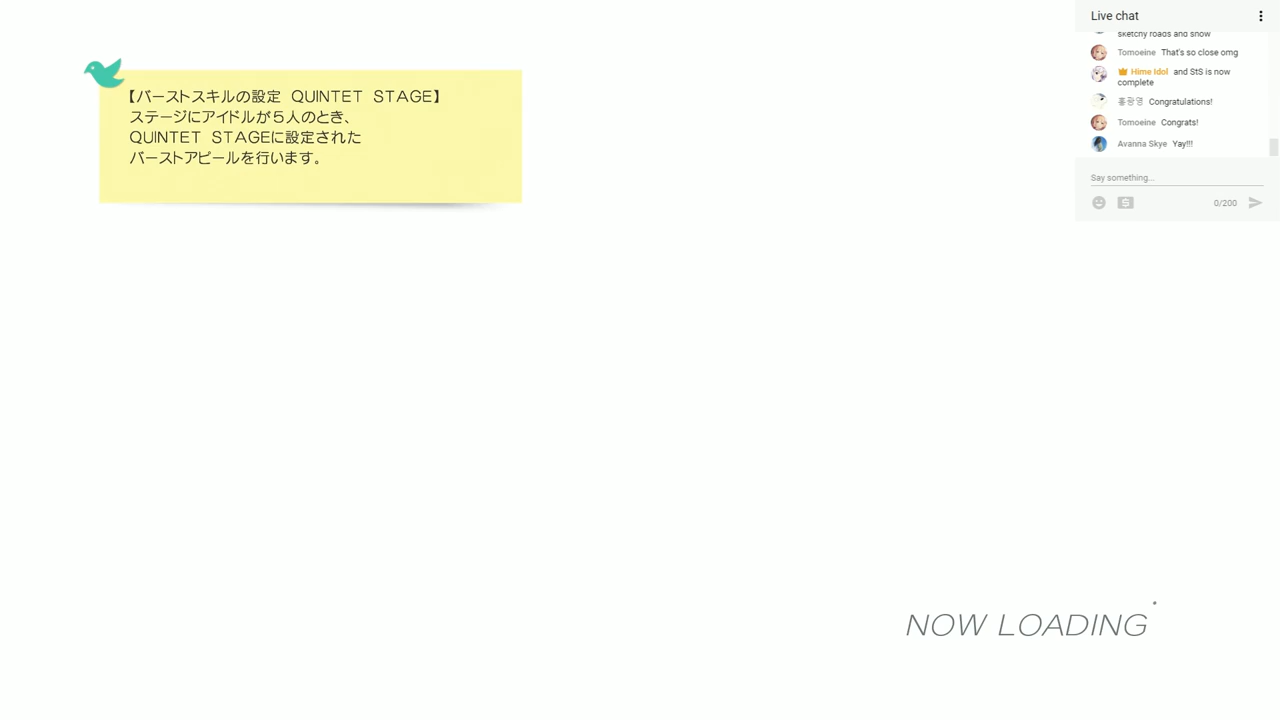 【バーストスキルの設定 QUINTET STAGE】
ステージにアイドルが５人のとき、
QUINTET STAGEに設定された
バーストアピールを行います。
Live chat
sketchy roads and snow
Tomoeine That's so close omg
Hime Idol and StS is now
complete
홍광영 Congratulations!
Tomoeine Congrats!
Avanna Skye Yay!!!
Say something...
0/200
NOW LOADING